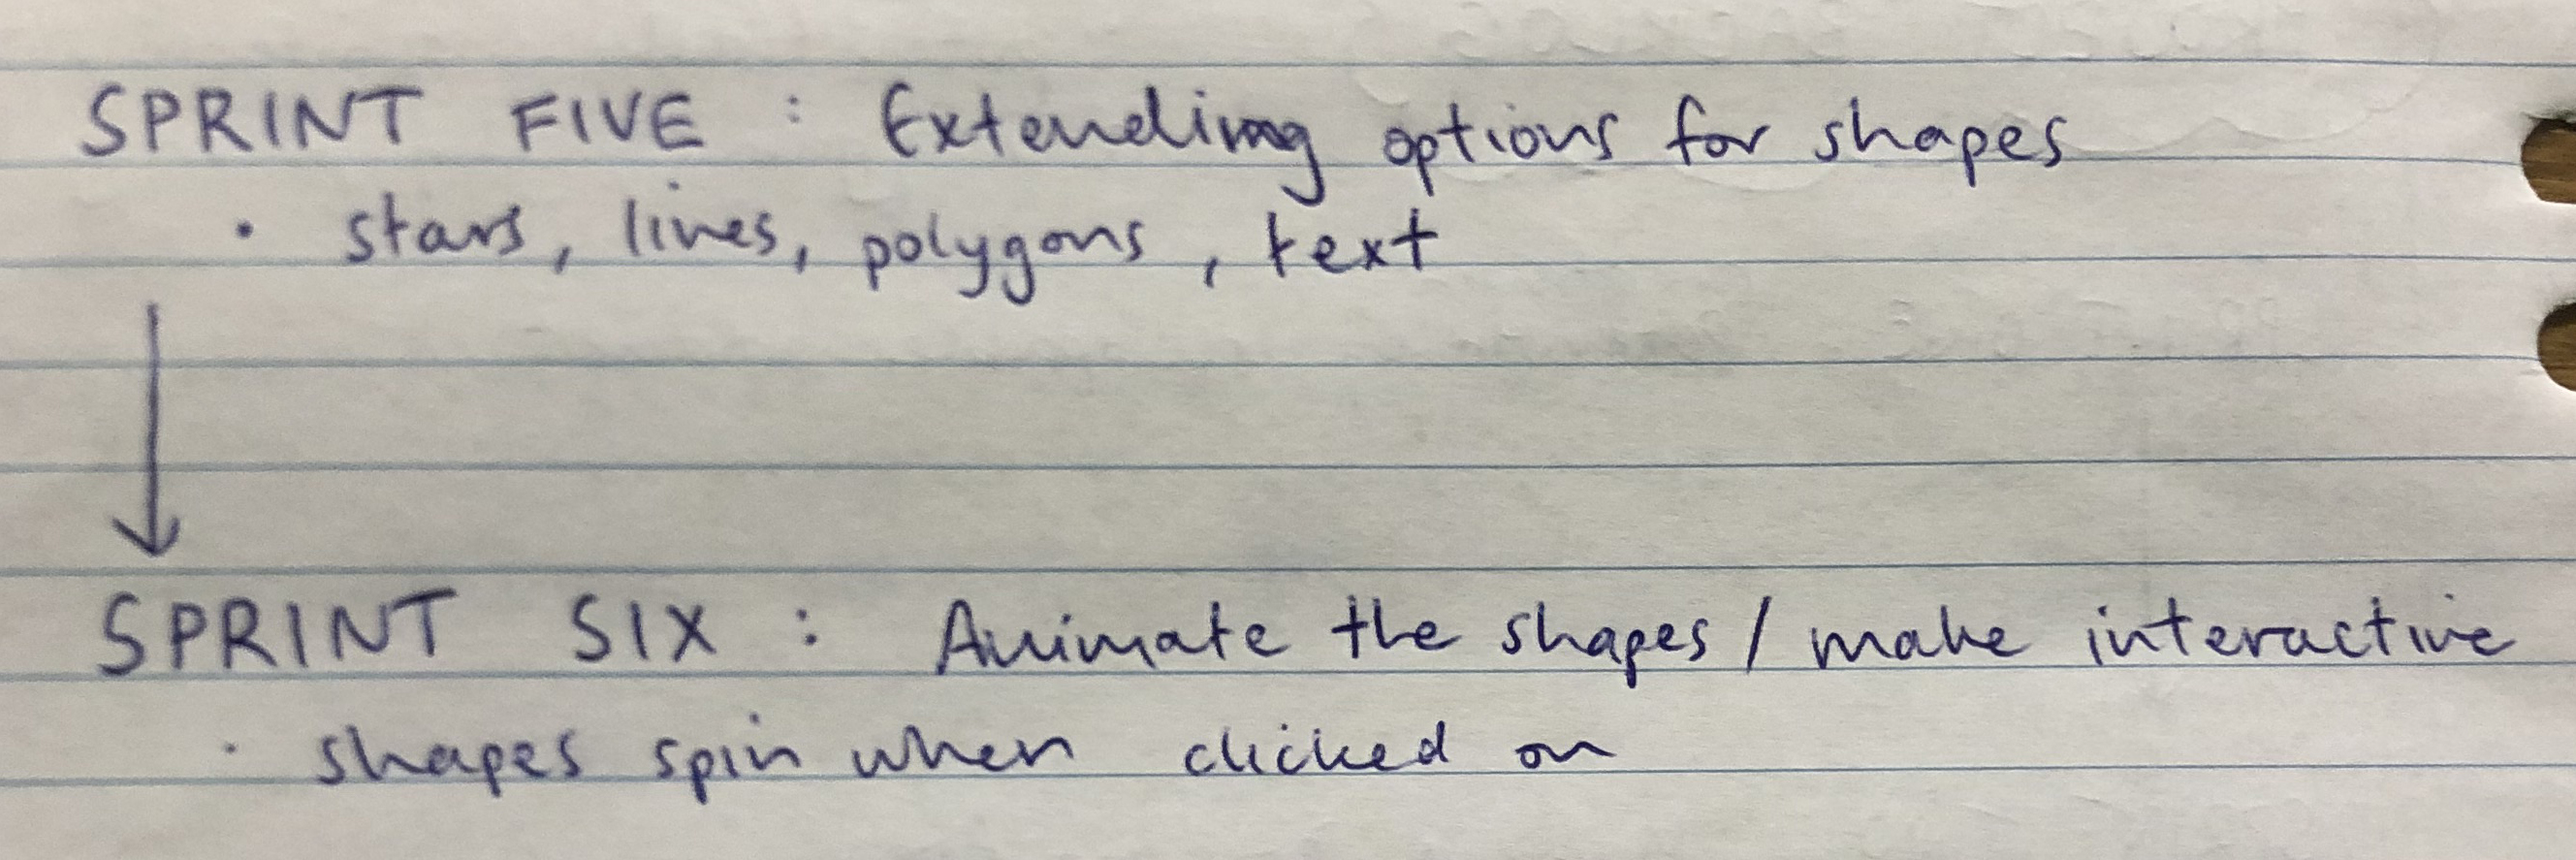 SPRINT FIVE : Extending options for shapes
• stars, lines, polygons, text
SPRINT SIX : Animate the shapes / make interactive
• shapes spin when clicked on